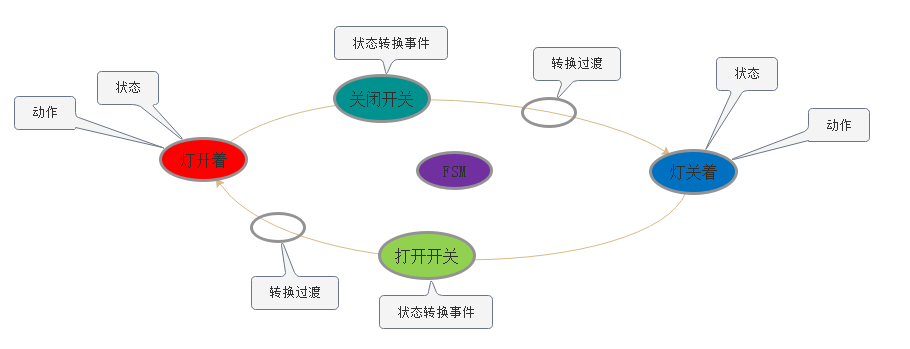 状态转换事件
转换过渡
状态
状态
动作
关闭开关
动作
灯开着
FSM
灯关着
打开开关
转换过渡
状态转换事件